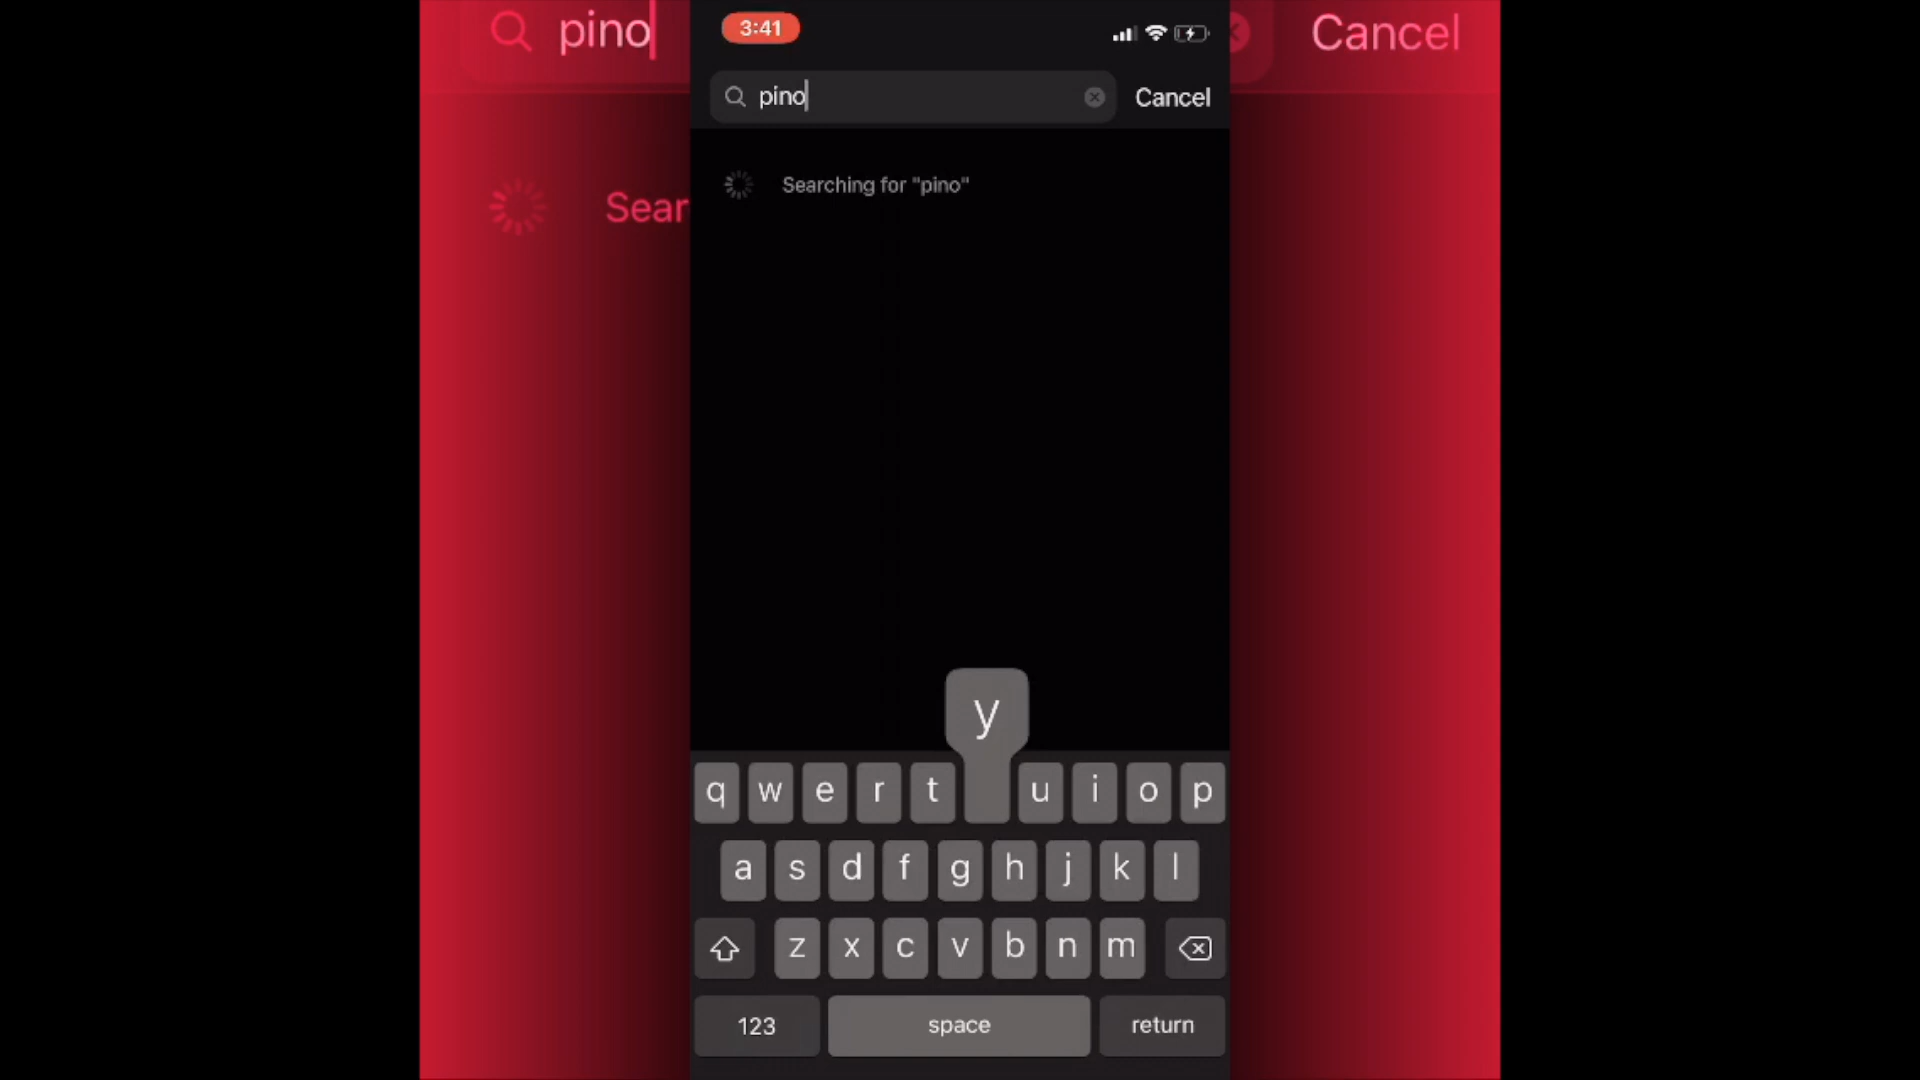 pino
Cancel
3:41
pino
Cancel
Sear
Searching for "pino"
y
q w e r t u i o p
a s d f g h j k l
z x c v b n m
123 space return